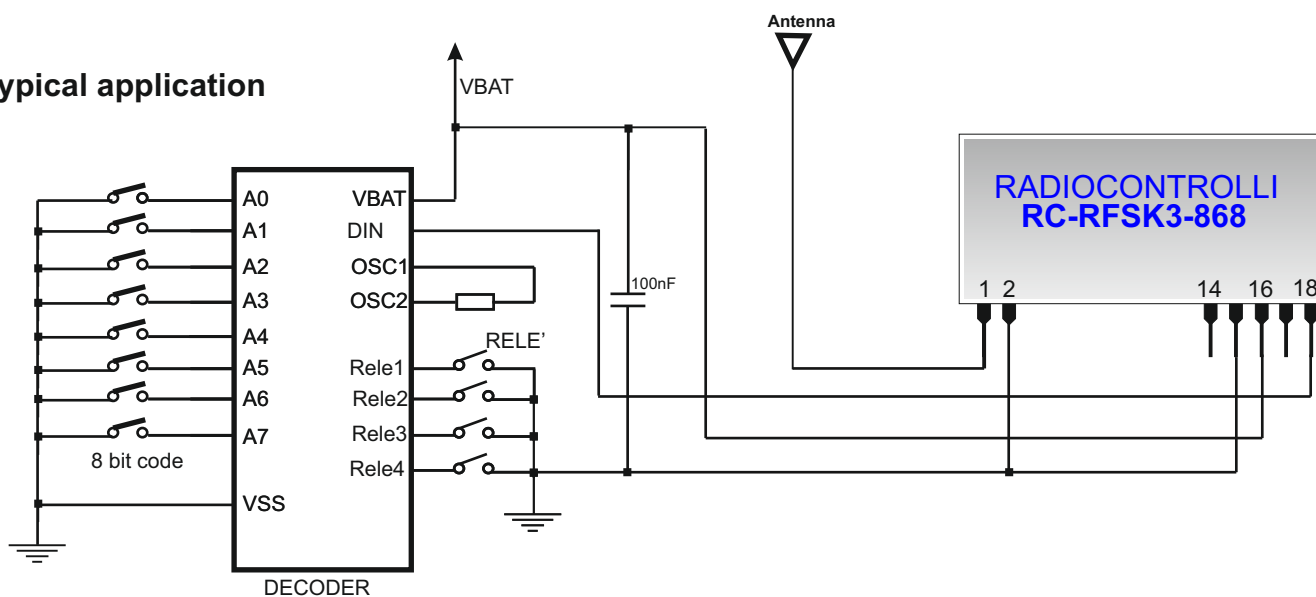 Antenna
ypical application
VBAT
RADIOCONTROLLI
RC-RFSK3-868
A0
A1
A2
A3
A4
A5
A6
A7
VSS
VBAT
DIN
OSC1
OSC2
Rele1
Rele2
Rele3
Rele4
RELE'
100nF
1 2 14 16 18
8 bit code
DECODER